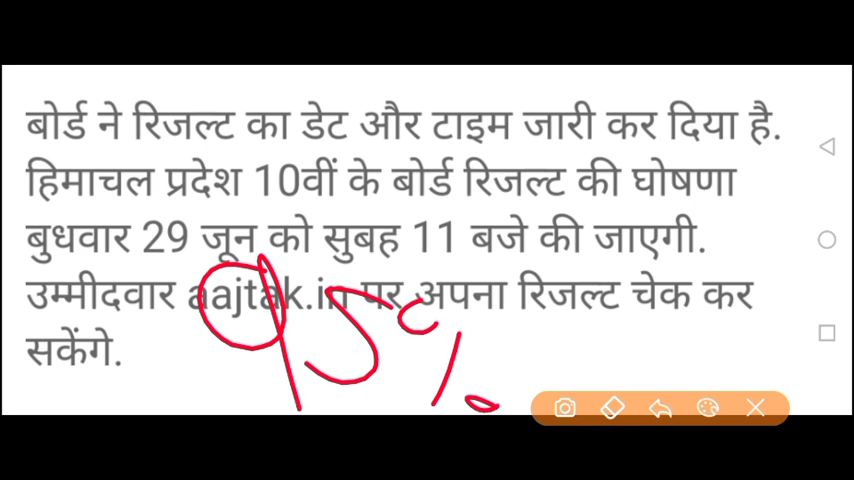 बोर्ड ने रिजल्ट का डेट और टाइम जारी कर दिया है.
हिमाचल प्रदेश 10वीं के बोर्ड रिजल्ट की घोषणा
बुधवार 29 जून को सुबह 11 बजे की जाएगी.
उम्मीदवार aajtak.in पर अपना रिजल्ट चेक कर
सकेंगे.
95%